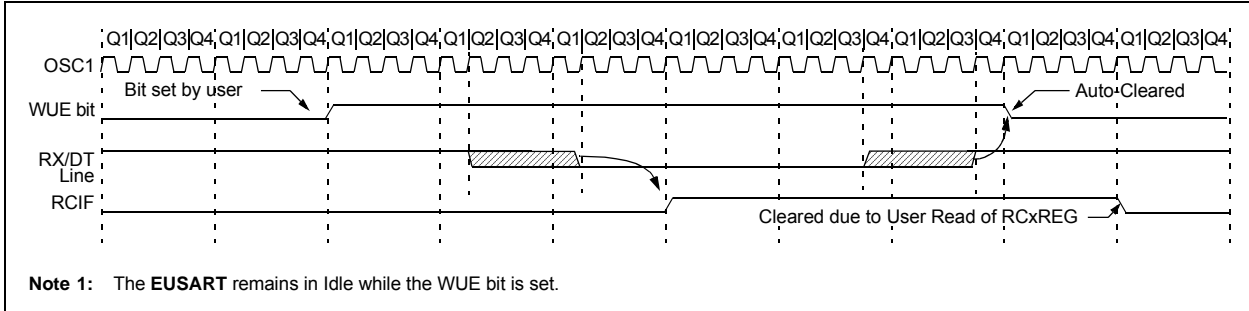 Q1 Q2 Q3 Q4 Q1 Q2 Q3 Q4 Q1 Q2 Q3 Q4 Q1 Q2 Q3 Q4 Q1 Q2 Q3 Q4 Q1 Q2 Q3 Q4 Q1 Q2 Q3 Q4 Q1 Q2 Q3 Q4 Q1 Q2 Q3 Q4 Q1 Q2 Q3 Q4
OSC1
Bit set by user
Auto-Cleared
WUE bit
RX/DT
Line
RCIF
Cleared due to User Read of RCxREG
Note 1: The EUSART remains in Idle while the WUE bit is set.